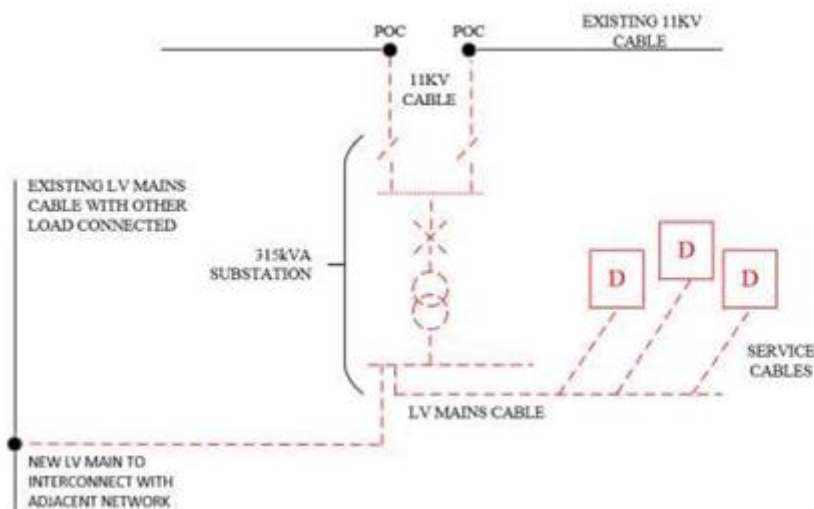 POC
POC
EXISTING 11KV
CABLE
11KV
CABLE
EXISTING LV MAINS
CABLE WITH OTHER
LOAD CONNECTED
315kVA
SUBSTATION
D
D
D
SERVICE
CABLES
LV MAINS CABLE
NEW LV MAIN TO
INTERCONNECT WITH
ADJACENT NETWORK